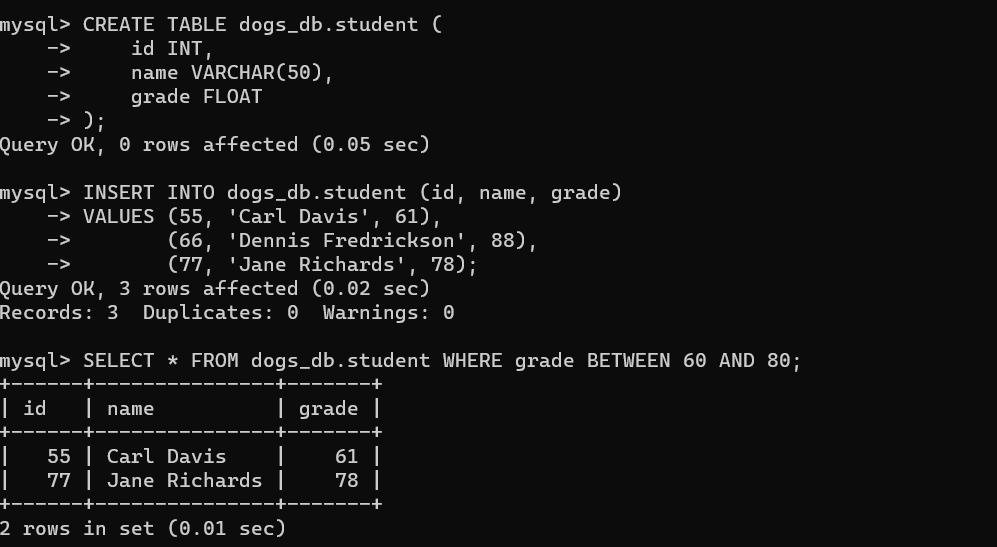 mysql> CREATE TABLE dogs_db.student (
    ->     id INT,
    ->     name VARCHAR(50),
    ->     grade FLOAT
    -> );
Query OK, 0 rows affected (0.05 sec)

mysql> INSERT INTO dogs_db.student (id, name, grade)
    -> VALUES (55, 'Carl Davis', 61),
    ->        (66, 'Dennis Fredrickson', 88),
    ->        (77, 'Jane Richards', 78);
Query OK, 3 rows affected (0.02 sec)
Records: 3  Duplicates: 0  Warnings: 0

mysql> SELECT * FROM dogs_db.student WHERE grade BETWEEN 60 AND 80;
+------+---------------+-------+
| id   | name          | grade |
+------+---------------+-------+
|   55 | Carl Davis    |    61 |
|   77 | Jane Richards |    78 |
+------+---------------+-------+
2 rows in set (0.01 sec)